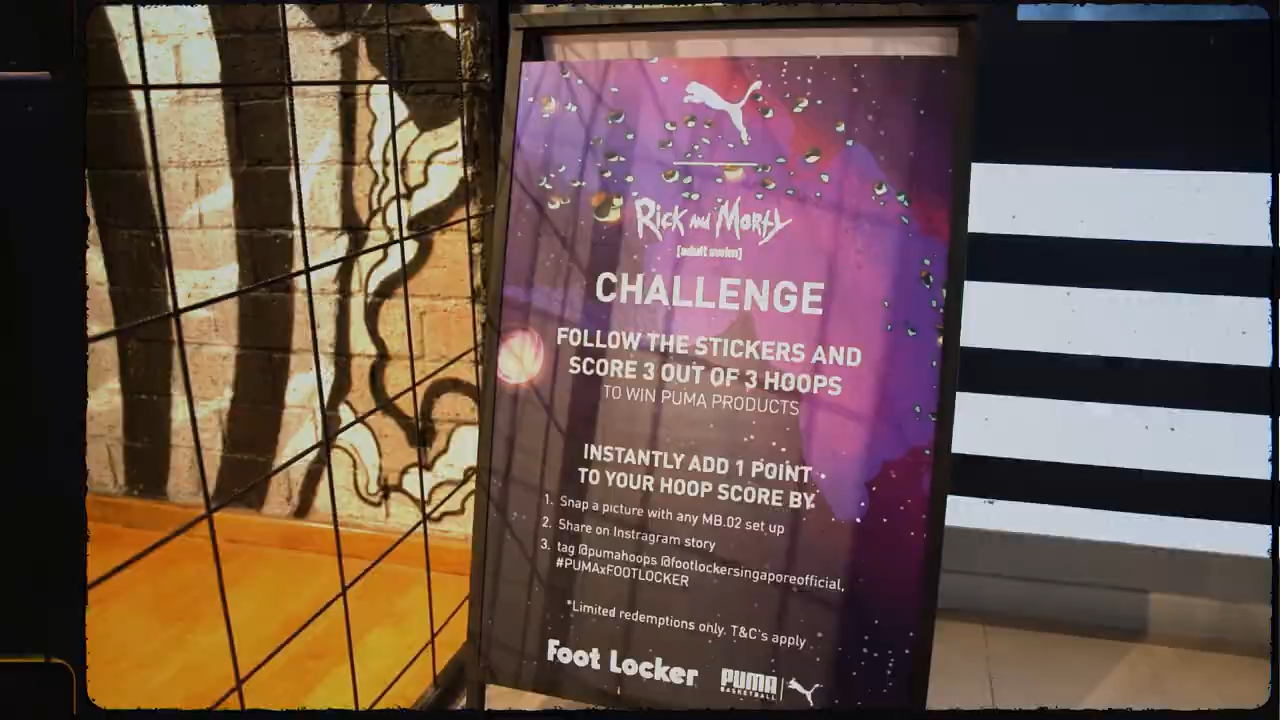 Rick and Morty
[adult swim]
CHALLENGE
FOLLOW THE STICKERS AND
SCORE 3 OUT OF 3 HOOPS
TO WIN PUMA PRODUCTS
INSTANTLY ADD 1 POINT
TO YOUR HOOP SCORE BY
1. Snap a picture with any MB.02 set up
2. Share on Instragram story
3. tag @pumahoops @footlockersingaporeofficial,
#PUMAxFOOTLOCKER
*Limited redemptions only. T&C's apply
Foot Locker PUMA
BASKETBALL